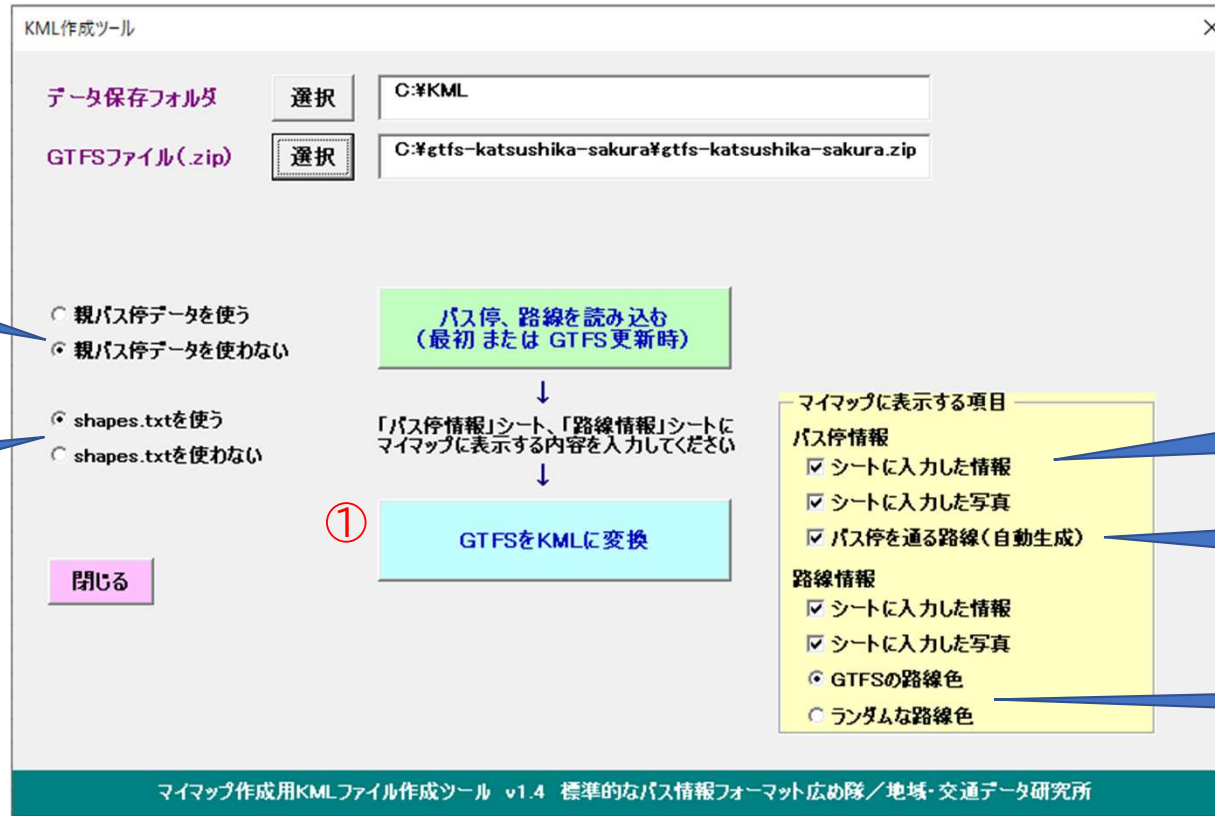 KML作成ツール
データ保存フォルダ 選択 C:¥KML
GTFSファイル(.zip) 選択 C:¥gtfs-katsushika-sakura¥gtfs-katsushika-sakura.zip
親バス停データを使う
親バス停データを使わない
shapes.txtを使う
shapes.txtを使わない
閉じる
バス停、路線を読み込む
(最初 または GTFS更新時)
↓
「バス停情報」シート、「路線情報」シートに
マイマップに表示する内容を入力してください
↓
①
GTFSをKMLに変換
マイマップに表示する項目
バス停情報
シートに入力した情報
シートに入力した写真
バス停を通る路線(自動生成)
路線情報
シートに入力した情報
シートに入力した写真
GTFSの路線色
ランダムな路線色
マイマップ作成用KMLファイル作成ツール v1.4 標準的なバス情報フォーマット広め隊/地域・交通データ研究所